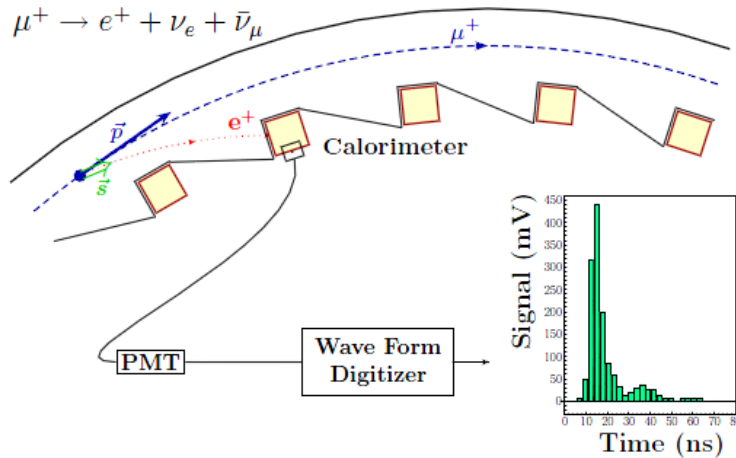 μ⁺ → e⁺ + νₑ + ν̄_μ
μ⁺
p⃗
e⁺
s⃗
Calorimeter
PMT
Wave Form
Digitizer
Signal (mV)
450
400
350
300
250
200
150
100
50
0
0 10 20 30 40 50 60 70 80
Time (ns)